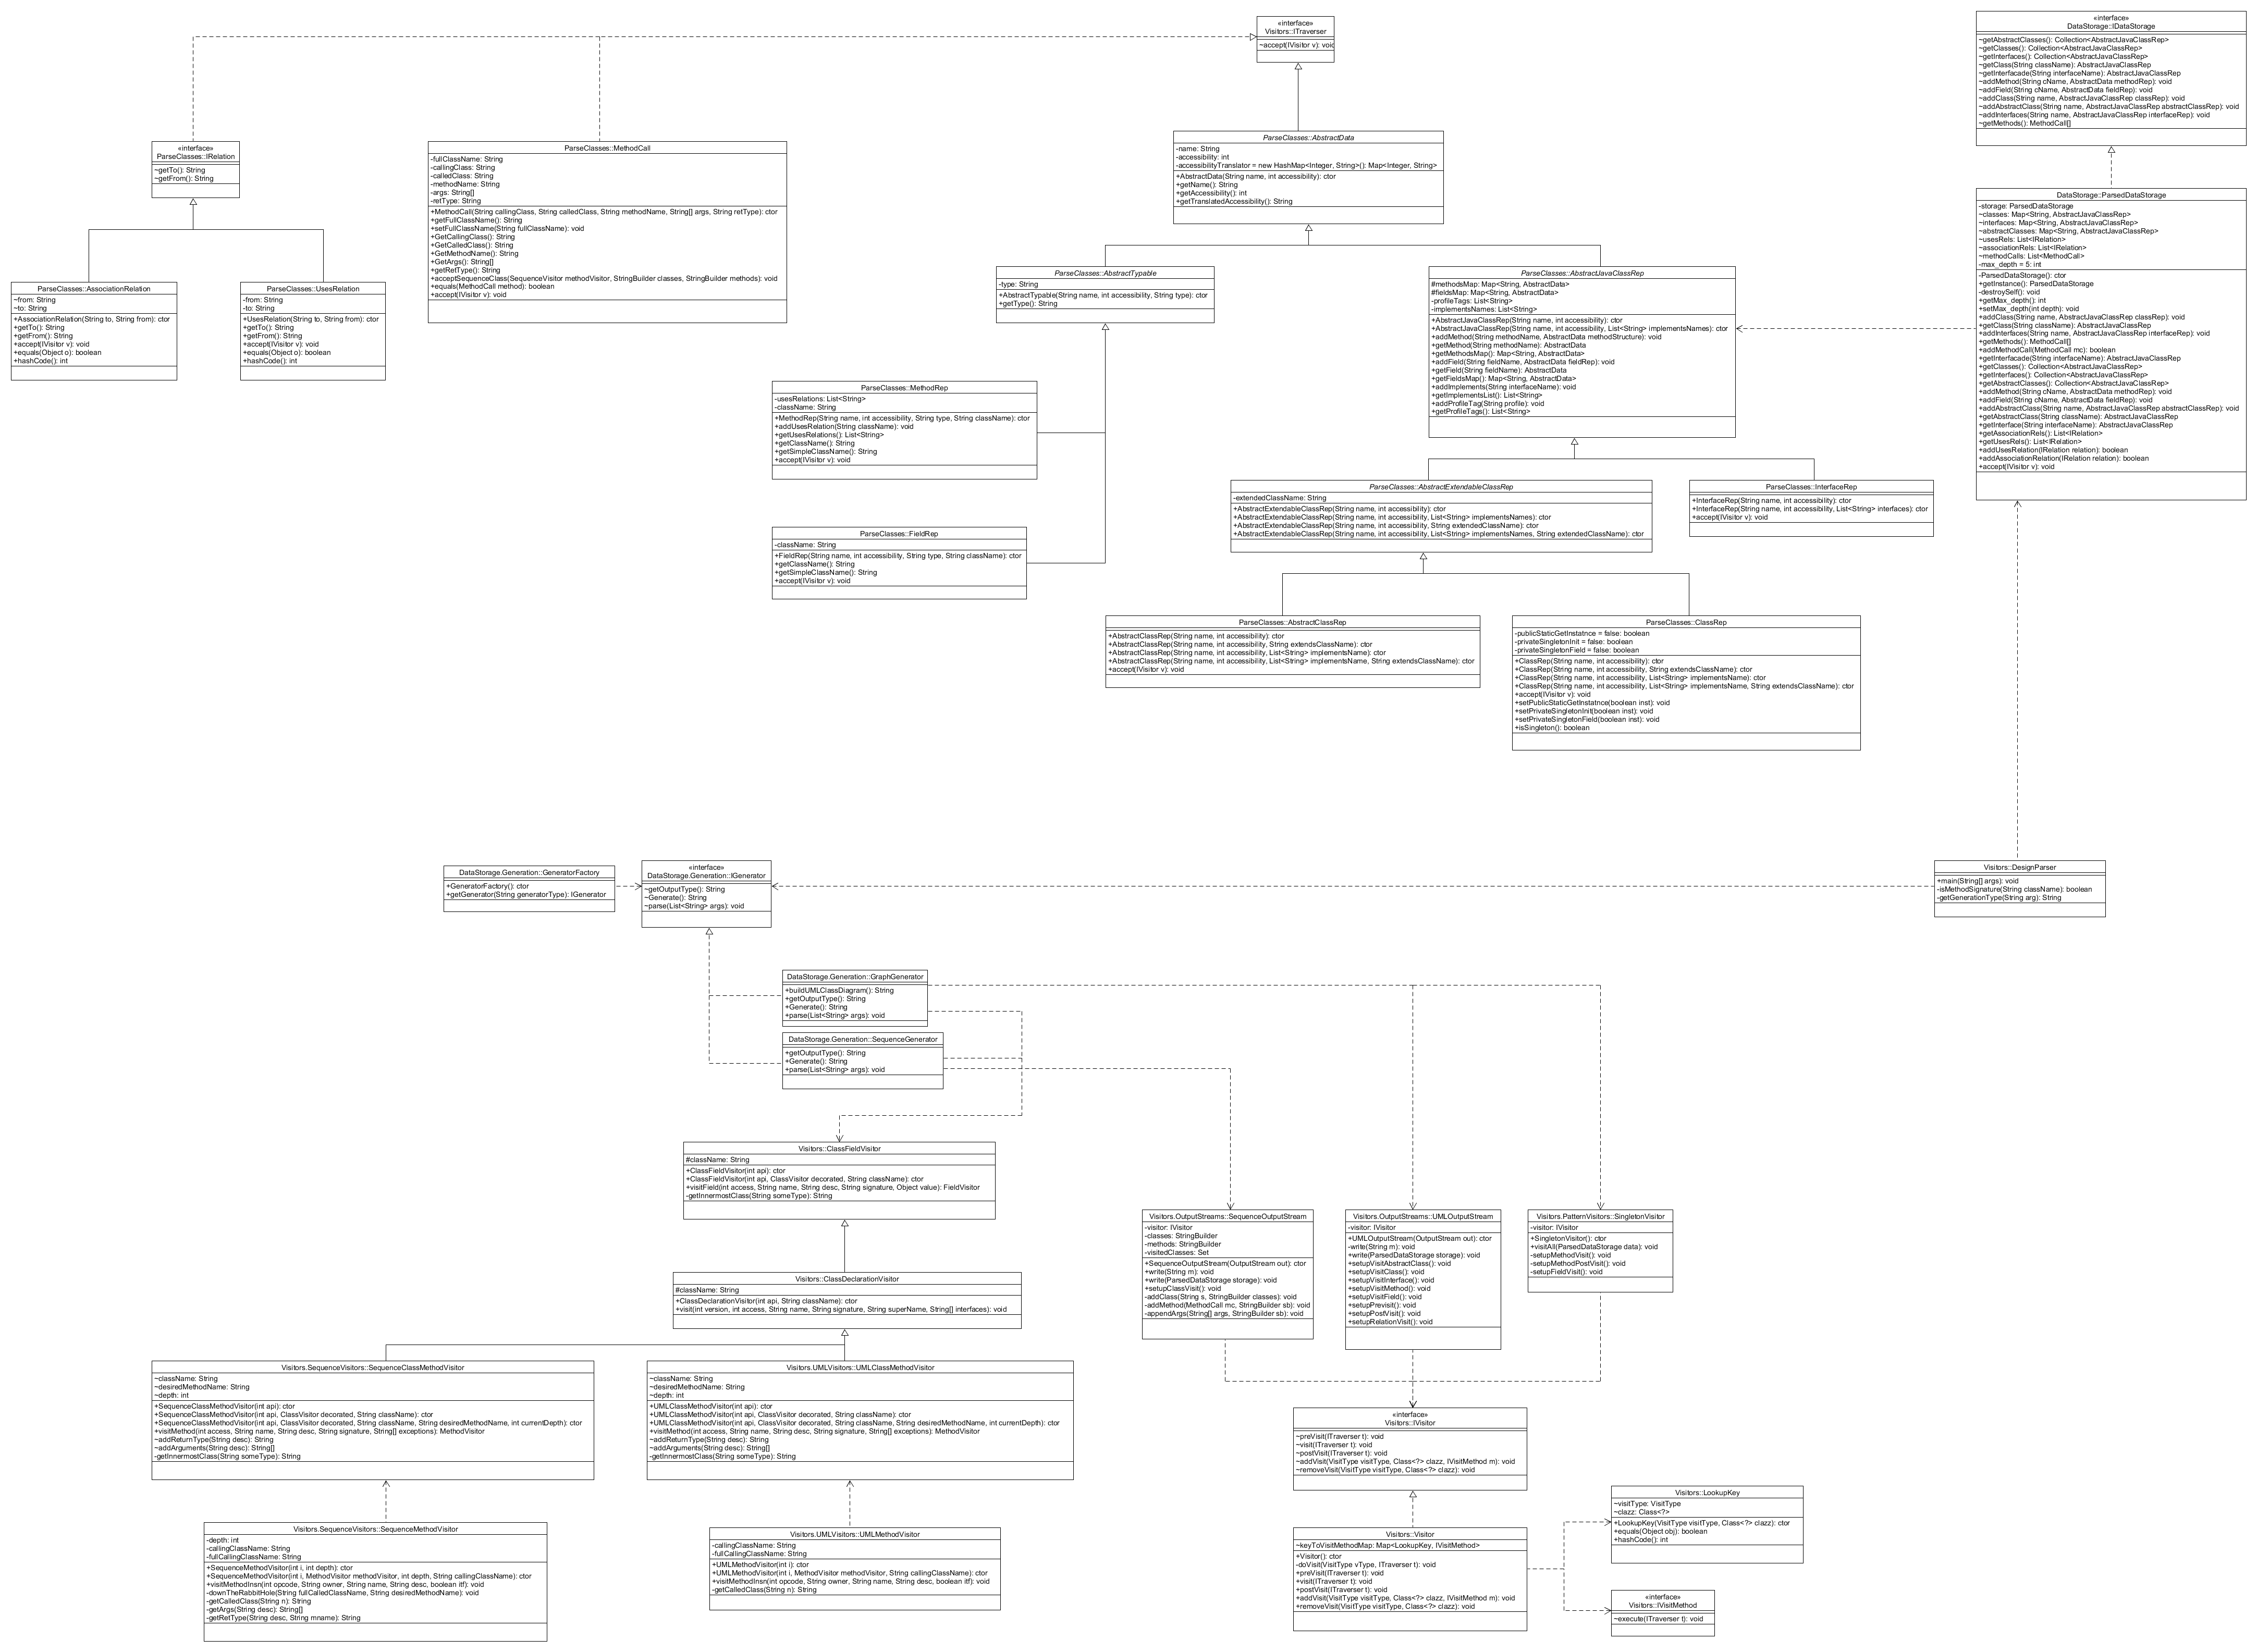 «interface»
Visitors::ITraverser
~accept(IVisitor v): void
«interface»
DataStorage::IDataStorage
~getAbstractClasses(): Collection<AbstractJavaClassRep>
~getClasses(): Collection<AbstractJavaClassRep>
~getInterfaces(): Collection<AbstractJavaClassRep>
~getClass(String className): AbstractJavaClassRep
~getInterfacade(String interfaceName): AbstractJavaClassRep
~addMethod(String cName, AbstractData methodRep): void
~addField(String cName, AbstractData fieldRep): void
~addClass(String name, AbstractJavaClassRep classRep): void
~addAbstractClass(String name, AbstractJavaClassRep abstractClassRep): void
~addInterfaces(String name, AbstractJavaClassRep interfaceRep): void
~getMethods(): MethodCall[]
«interface»
ParseClasses::IRelation
~getTo(): String
~getFrom(): String
ParseClasses::MethodCall
-fullClassName: String
-callingClass: String
-calledClass: String
-methodName: String
-args: String[]
-retType: String
+MethodCall(String callingClass, String calledClass, String methodName, String[] args, String retType): ctor
+getFullClassName(): String
+setFullClassName(String fullClassName): void
+GetCallingClass(): String
+GetCalledClass(): String
+GetMethodName(): String
+GetArgs(): String[]
+getRetType(): String
+acceptSequenceClass(SequenceVisitor methodVisitor, StringBuilder classes, StringBuilder methods): void
+equals(MethodCall method): boolean
+accept(IVisitor v): void
ParseClasses::AbstractData
-name: String
-accessibility: int
-accessibilityTranslator = new HashMap<Integer, String>(): Map<Integer, String>
+AbstractData(String name, int accessibility): ctor
+getName(): String
+getAccessibility(): int
+getTranslatedAccessibility(): String
DataStorage::ParsedDataStorage
-storage: ParsedDataStorage
~classes: Map<String, AbstractJavaClassRep>
~interfaces: Map<String, AbstractJavaClassRep>
~abstractClasses: Map<String, AbstractJavaClassRep>
~usesRels: List<IRelation>
~associationRels: List<IRelation>
~methodCalls: List<MethodCall>
-max_depth = 5: int
-ParsedDataStorage(): ctor
+getInstance(): ParsedDataStorage
-destroySelf(): void
+getMax_depth(): int
+setMax_depth(int depth): void
+addClass(String name, AbstractJavaClassRep classRep): void
+getClass(String className): AbstractJavaClassRep
+addInterfaces(String name, AbstractJavaClassRep interfaceRep): void
+getMethods(): MethodCall[]
+addMethodCall(MethodCall mc): boolean
+getInterfacade(String interfaceName): AbstractJavaClassRep
+getClasses(): Collection<AbstractJavaClassRep>
+getInterfaces(): Collection<AbstractJavaClassRep>
+getAbstractClasses(): Collection<AbstractJavaClassRep>
+addMethod(String cName, AbstractData methodRep): void
+addField(String cName, AbstractData fieldRep): void
+addAbstractClass(String name, AbstractJavaClassRep abstractClassRep): void
+getAbstractClass(String className): AbstractJavaClassRep
+getInterface(String interfaceName): AbstractJavaClassRep
+getAssociationRels(): List<IRelation>
+getUsesRels(): List<IRelation>
+addUsesRelation(IRelation relation): boolean
+addAssociationRelation(IRelation relation): boolean
+accept(IVisitor v): void
ParseClasses::AssociationRelation
~from: String
~to: String
+AssociationRelation(String to, String from): ctor
+getTo(): String
+getFrom(): String
+accept(IVisitor v): void
+equals(Object o): boolean
+hashCode(): int
ParseClasses::UsesRelation
-from: String
-to: String
+UsesRelation(String to, String from): ctor
+getTo(): String
+getFrom(): String
+accept(IVisitor v): void
+equals(Object o): boolean
+hashCode(): int
ParseClasses::AbstractTypable
-type: String
+AbstractTypable(String name, int accessibility, String type): ctor
+getType(): String
ParseClasses::AbstractJavaClassRep
#methodsMap: Map<String, AbstractData>
#fieldsMap: Map<String, AbstractData>
-profileTags: List<String>
-implementsNames: List<String>
+AbstractJavaClassRep(String name, int accessibility): ctor
+AbstractJavaClassRep(String name, int accessibility, List<String> implementsNames): ctor
+addMethod(String methodName, AbstractData methodStructure): void
+getMethod(String methodName): AbstractData
+getMethodsMap(): Map<String, AbstractData>
+addField(String fieldName, AbstractData fieldRep): void
+getField(String fieldName): AbstractData
+getFieldsMap(): Map<String, AbstractData>
+addImplements(String interfaceName): void
+getImplementsList(): List<String>
+addProfileTag(String profile): void
+getProfileTags(): List<String>
ParseClasses::MethodRep
-usesRelations: List<String>
-className: String
+MethodRep(String name, int accessibility, String type, String className): ctor
+addUsesRelation(String className): void
+getUsesRelations(): List<String>
+getClassName(): String
+getSimpleClassName(): String
+accept(IVisitor v): void
ParseClasses::AbstractExtendableClassRep
-extendedClassName: String
+AbstractExtendableClassRep(String name, int accessibility): ctor
+AbstractExtendableClassRep(String name, int accessibility, List<String> implementsNames): ctor
+AbstractExtendableClassRep(String name, int accessibility, String extendedClassName): ctor
+AbstractExtendableClassRep(String name, int accessibility, List<String> implementsNames, String extendedClassName): ctor
ParseClasses::InterfaceRep
+InterfaceRep(String name, int accessibility): ctor
+InterfaceRep(String name, int accessibility, List<String> interfaces): ctor
+accept(IVisitor v): void
ParseClasses::FieldRep
-className: String
+FieldRep(String name, int accessibility, String type, String className): ctor
+getClassName(): String
+getSimpleClassName(): String
+accept(IVisitor v): void
ParseClasses::AbstractClassRep
+AbstractClassRep(String name, int accessibility): ctor
+AbstractClassRep(String name, int accessibility, String extendsClassName): ctor
+AbstractClassRep(String name, int accessibility, List<String> implementsName): ctor
+AbstractClassRep(String name, int accessibility, List<String> implementsName, String extendsClassName): ctor
+accept(IVisitor v): void
ParseClasses::ClassRep
-publicStaticGetInstatnce = false: boolean
-privateSingletonInit = false: boolean
-privateSingletonField = false: boolean
+ClassRep(String name, int accessibility): ctor
+ClassRep(String name, int accessibility, String extendsClassName): ctor
+ClassRep(String name, int accessibility, List<String> implementsName): ctor
+ClassRep(String name, int accessibility, List<String> implementsName, String extendsClassName): ctor
+accept(IVisitor v): void
+setPublicStaticGetInstatnce(boolean inst): void
+setPrivateSingletonInit(boolean inst): void
+setPrivateSingletonField(boolean inst): void
+isSingleton(): boolean
DataStorage.Generation::GeneratorFactory
+GeneratorFactory(): ctor
+getGenerator(String generatorType): IGenerator
«interface»
DataStorage.Generation::IGenerator
~getOutputType(): String
~Generate(): String
~parse(List<String> args): void
Visitors::DesignParser
+main(String[] args): void
-isMethodSignature(String className): boolean
-getGenerationType(String arg): String
DataStorage.Generation::GraphGenerator
+buildUMLClassDiagram(): String
+getOutputType(): String
+Generate(): String
+parse(List<String> args): void
DataStorage.Generation::SequenceGenerator
+getOutputType(): String
+Generate(): String
+parse(List<String> args): void
Visitors::ClassFieldVisitor
#className: String
+ClassFieldVisitor(int api): ctor
+ClassFieldVisitor(int api, ClassVisitor decorated, String className): ctor
+visitField(int access, String name, String desc, String signature, Object value): FieldVisitor
-getInnermostClass(String someType): String
Visitors.OutputStreams::SequenceOutputStream
-visitor: IVisitor
-classes: StringBuilder
-methods: StringBuilder
-visitedClasses: Set
+SequenceOutputStream(OutputStream out): ctor
+write(String m): void
+write(ParsedDataStorage storage): void
+setupClassVisit(): void
-addClass(String s, StringBuilder classes): void
-addMethod(MethodCall mc, StringBuilder sb): void
-appendArgs(String[] args, StringBuilder sb): void
Visitors.OutputStreams::UMLOutputStream
-visitor: IVisitor
+UMLOutputStream(OutputStream out): ctor
-write(String m): void
+write(ParsedDataStorage storage): void
+setupVisitAbstractClass(): void
+setupVisitClass(): void
+setupVisitInterface(): void
+setupVisitMethod(): void
+setupVisitField(): void
+setupPrevisit(): void
+setupPostVisit(): void
+setupRelationVisit(): void
Visitors.PatternVisitors::SingletonVisitor
-visitor: IVisitor
+SingletonVisitor(): ctor
+visitAll(ParsedDataStorage data): void
-setupMethodVisit(): void
-setupMethodPostVisit(): void
-setupFieldVisit(): void
Visitors::ClassDeclarationVisitor
#className: String
+ClassDeclarationVisitor(int api, String className): ctor
+visit(int version, int access, String name, String signature, String superName, String[] interfaces): void
Visitors.SequenceVisitors::SequenceClassMethodVisitor
~className: String
~desiredMethodName: String
~depth: int
+SequenceClassMethodVisitor(int api): ctor
+SequenceClassMethodVisitor(int api, ClassVisitor decorated, String className): ctor
+SequenceClassMethodVisitor(int api, ClassVisitor decorated, String className, String desiredMethodName, int currentDepth): ctor
+visitMethod(int access, String name, String desc, String signature, String[] exceptions): MethodVisitor
~addReturnType(String desc): String
~addArguments(String desc): String[]
-getInnermostClass(String someType): String
Visitors.UMLVisitors::UMLClassMethodVisitor
~className: String
~desiredMethodName: String
~depth: int
+UMLClassMethodVisitor(int api): ctor
+UMLClassMethodVisitor(int api, ClassVisitor decorated, String className): ctor
+UMLClassMethodVisitor(int api, ClassVisitor decorated, String className, String desiredMethodName, int currentDepth): ctor
+visitMethod(int access, String name, String desc, String signature, String[] exceptions): MethodVisitor
~addReturnType(String desc): String
~addArguments(String desc): String[]
-getInnermostClass(String someType): String
«interface»
Visitors::IVisitor
~preVisit(ITraverser t): void
~visit(ITraverser t): void
~postVisit(ITraverser t): void
~addVisit(VisitType visitType, Class<?> clazz, IVisitMethod m): void
~removeVisit(VisitType visitType, Class<?> clazz): void
Visitors.SequenceVisitors::SequenceMethodVisitor
-depth: int
-callingClassName: String
-fullCallingClassName: String
+SequenceMethodVisitor(int i, int depth): ctor
+SequenceMethodVisitor(int i, MethodVisitor methodVisitor, int depth, String callingClassName): ctor
+visitMethodInsn(int opcode, String owner, String name, String desc, boolean itf): void
-downTheRabbitHole(String fullCalledClassName, String desiredMethodName): void
-getCalledClass(String n): String
-getArgs(String desc): String[]
-getRetType(String desc, String mname): String
Visitors.UMLVisitors::UMLMethodVisitor
-callingClassName: String
-fullCallingClassName: String
+UMLMethodVisitor(int i): ctor
+UMLMethodVisitor(int i, MethodVisitor methodVisitor, String callingClassName): ctor
+visitMethodInsn(int opcode, String owner, String name, String desc, boolean itf): void
-getCalledClass(String n): String
Visitors::Visitor
~keyToVisitMethodMap: Map<LookupKey, IVisitMethod>
+Visitor(): ctor
-doVisit(VisitType vType, ITraverser t): void
+preVisit(ITraverser t): void
+visit(ITraverser t): void
+postVisit(ITraverser t): void
+addVisit(VisitType visitType, Class<?> clazz, IVisitMethod m): void
+removeVisit(VisitType visitType, Class<?> clazz): void
Visitors::LookupKey
~visitType: VisitType
~clazz: Class<?>
+LookupKey(VisitType visitType, Class<?> clazz): ctor
+equals(Object obj): boolean
+hashCode(): int
«interface»
Visitors::IVisitMethod
~execute(ITraverser t): void